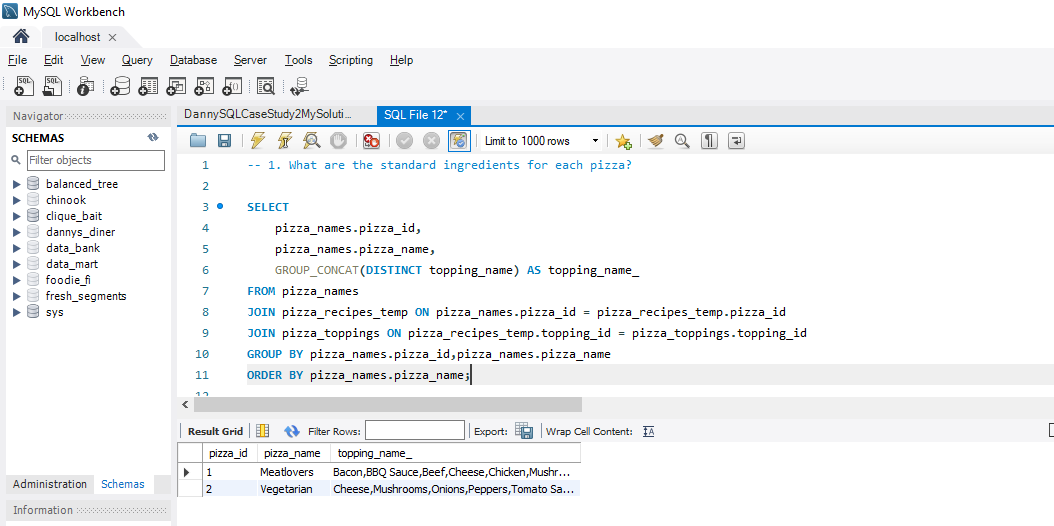 MySQL Workbench
localhost
File Edit View Query Database Server Tools Scripting Help
Navigator
SCHEMAS
Filter objects
balanced_tree
chinook
clique_bait
dannys_diner
data_bank
data_mart
foodie_fi
fresh_segments
sys
Administration Schemas
Information
DannySQLCaseStudy2MySoluti... SQL File 12*
Limit to 1000 rows
1 -- 1. What are the standard ingredients for each pizza?
2
3 SELECT
4 pizza_names.pizza_id,
5 pizza_names.pizza_name,
6 GROUP_CONCAT(DISTINCT topping_name) AS topping_name_
7 FROM pizza_names
8 JOIN pizza_recipes_temp ON pizza_names.pizza_id = pizza_recipes_temp.pizza_id
9 JOIN pizza_toppings ON pizza_recipes_temp.topping_id = pizza_toppings.topping_id
10 GROUP BY pizza_names.pizza_id,pizza_names.pizza_name
11 ORDER BY pizza_names.pizza_name;
12
Result Grid Filter Rows: Export: Wrap Cell Content:
pizza_id pizza_name topping_name_
1 Meatlovers Bacon,BBQ Sauce,Beef,Cheese,Chicken,Mushr...
2 Vegetarian Cheese,Mushrooms,Onions,Peppers,Tomato Sa...